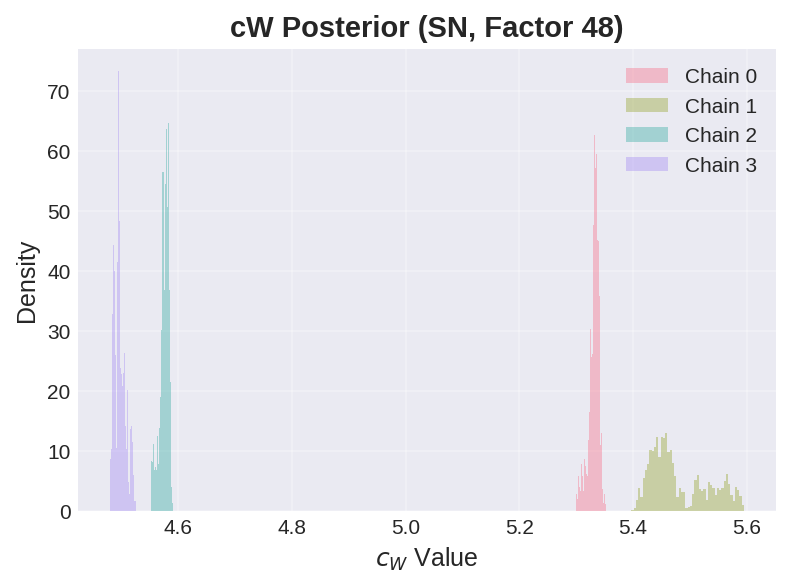 cW Posterior (SN, Factor 48)
Chain 0
Chain 1
Chain 2
Chain 3
Density
70
60
50
40
30
20
10
0
4.6 4.8 5.0 5.2 5.4 5.6
c_W Value